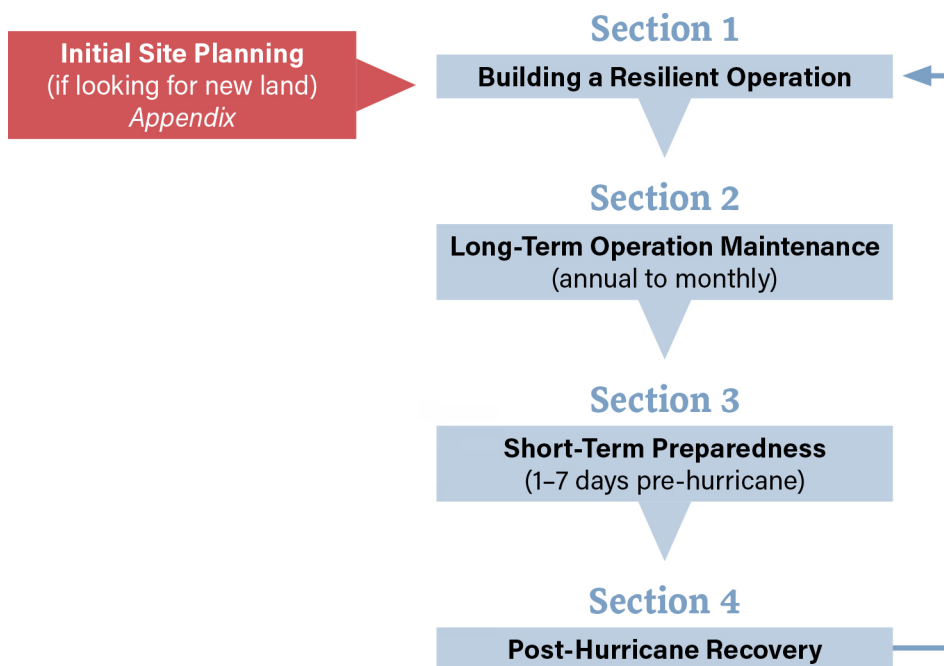 Initial Site Planning
(if looking for new land)
Appendix
Section 1
Building a Resilient Operation
Section 2
Long-Term Operation Maintenance
(annual to monthly)
Section 3
Short-Term Preparedness
(1–7 days pre-hurricane)
Section 4
Post-Hurricane Recovery